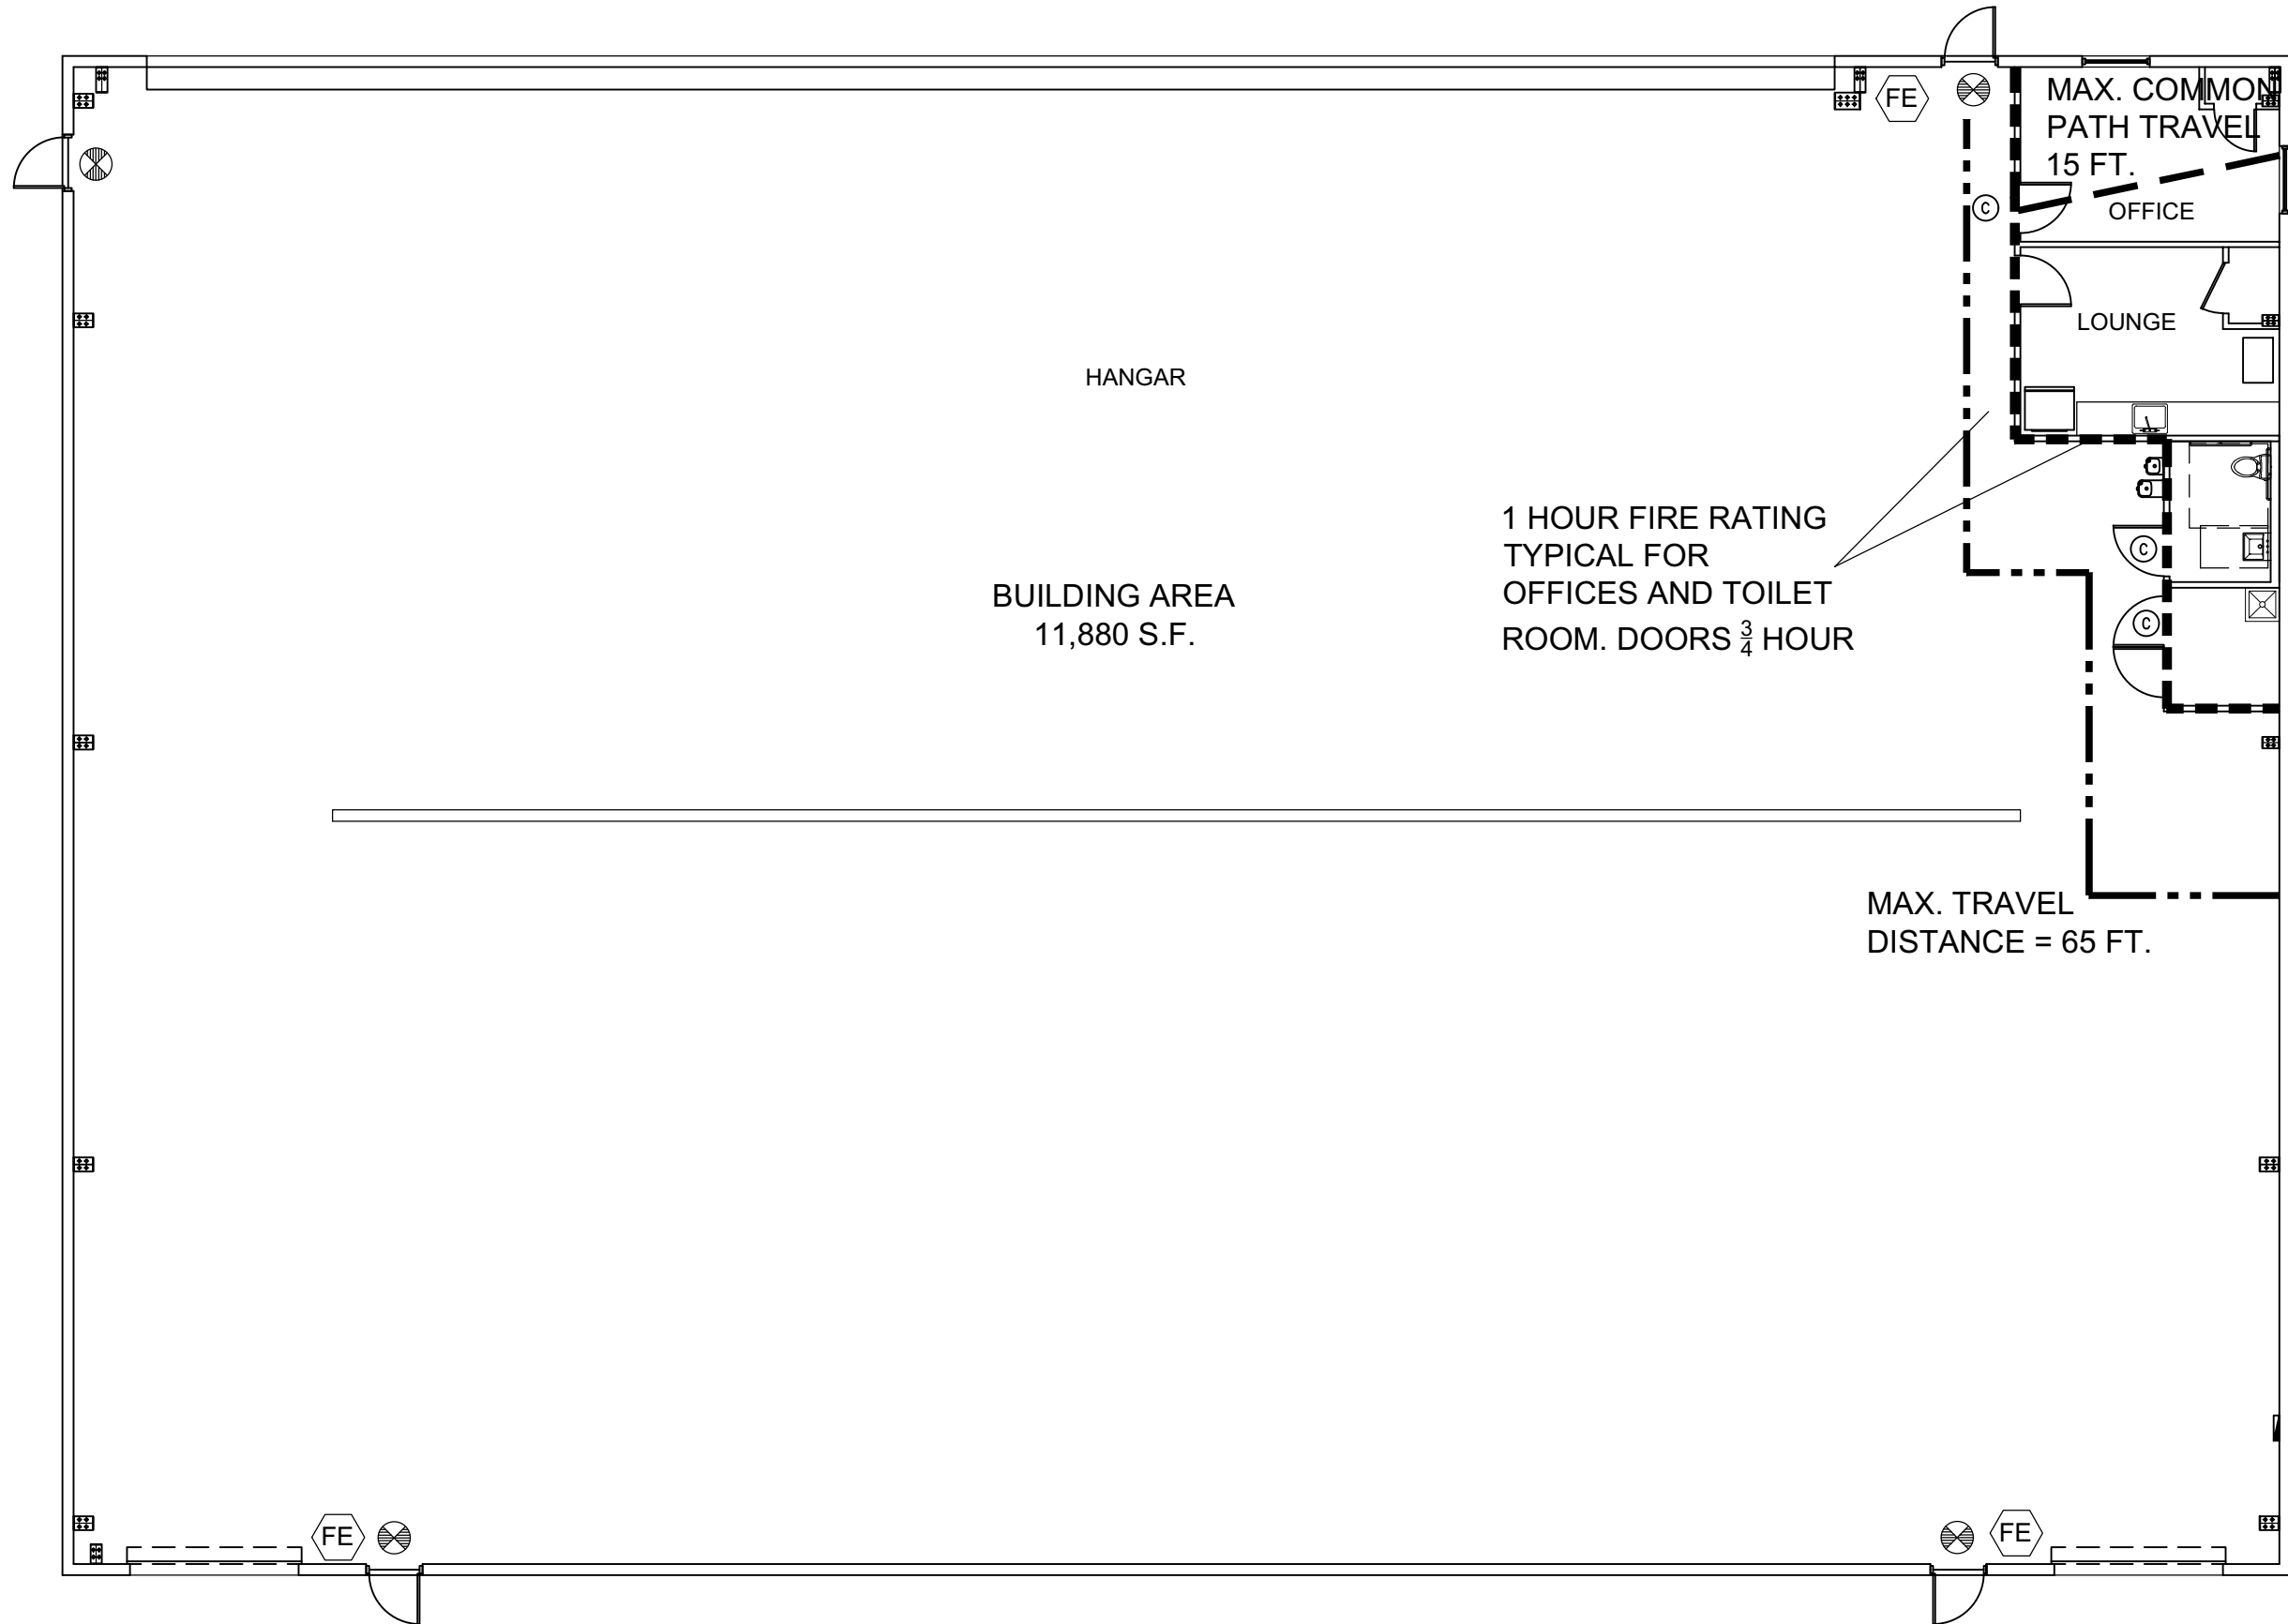 FE
MAX. COMMON
PATH TRAVEL
15 FT.
C
OFFICE
LOUNGE
HANGAR
1 HOUR FIRE RATING
TYPICAL FOR
OFFICES AND TOILET
ROOM. DOORS 3/4 HOUR
C
C
BUILDING AREA
11,880 S.F.
MAX. TRAVEL
DISTANCE = 65 FT.
FE
FE